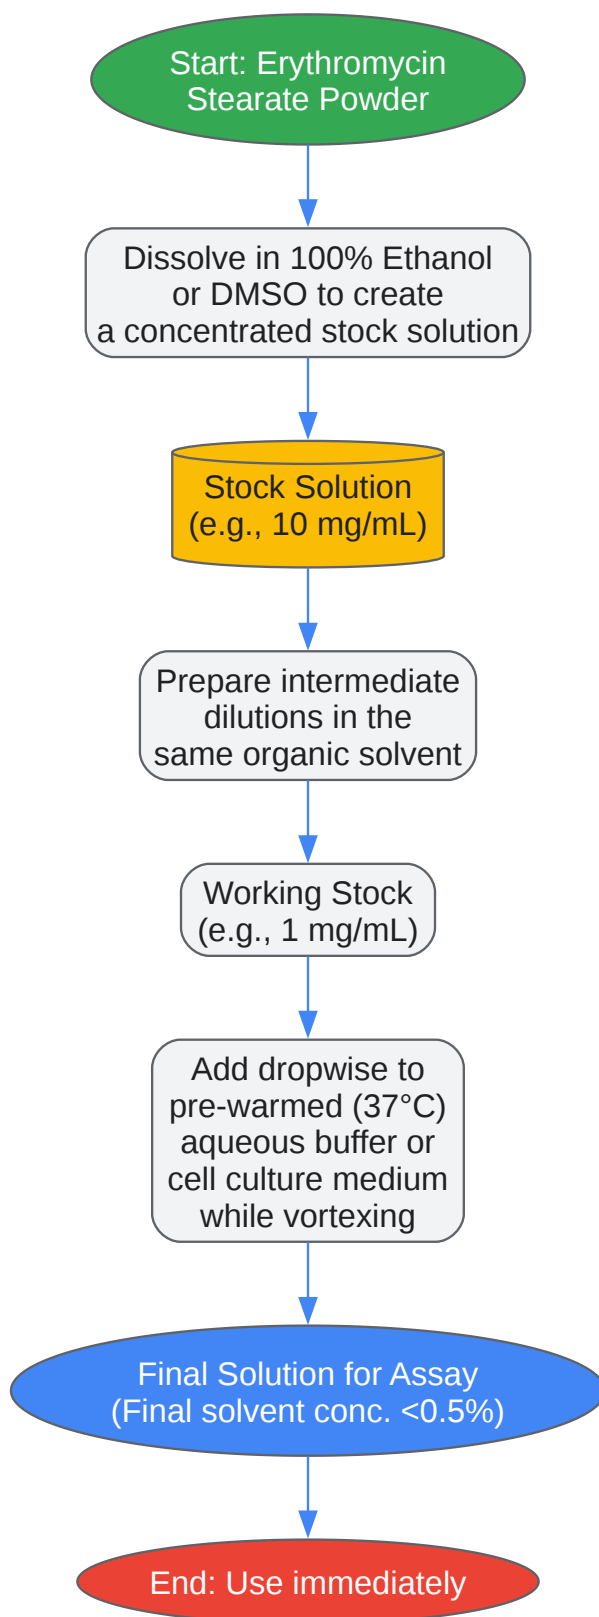 Start: Erythromycin
Stearate Powder
Dissolve in 100% Ethanol
or DMSO to create
a concentrated stock solution
Stock Solution
(e.g., 10 mg/mL)
Prepare intermediate
dilutions in the
same organic solvent
Working Stock
(e.g., 1 mg/mL)
Add dropwise to
pre-warmed (37°C)
aqueous buffer or
cell culture medium
while vortexing
Final Solution for Assay
(Final solvent conc. <0.5%)
End: Use immediately